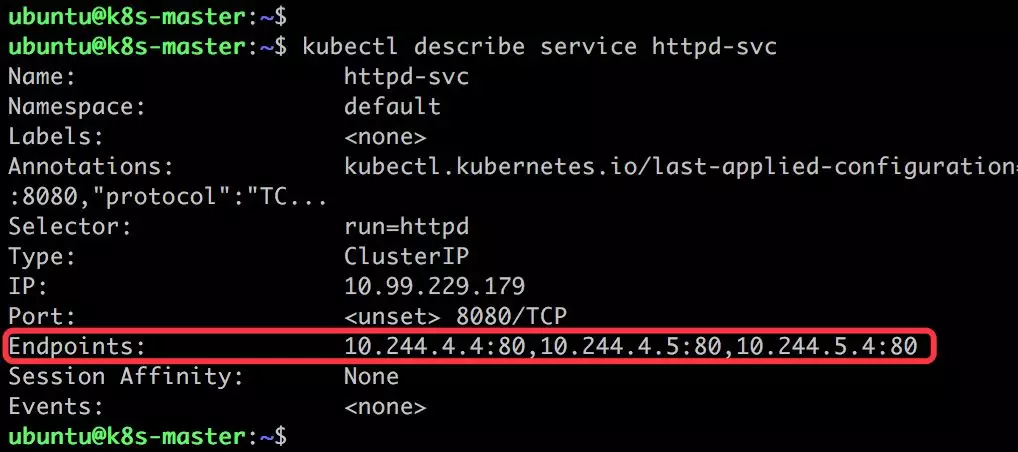 ubuntu@k8s-master:~$
ubuntu@k8s-master:~$ kubectl describe service httpd-svc
Name: httpd-svc
Namespace: default
Labels: <none>
Annotations: kubectl.kubernetes.io/last-applied-configuration=
:8080,"protocol":"TC...
Selector: run=httpd
Type: ClusterIP
IP: 10.99.229.179
Port: <unset> 8080/TCP
Endpoints: 10.244.4.4:80,10.244.4.5:80,10.244.5.4:80
Session Affinity: None
Events: <none>
ubuntu@k8s-master:~$